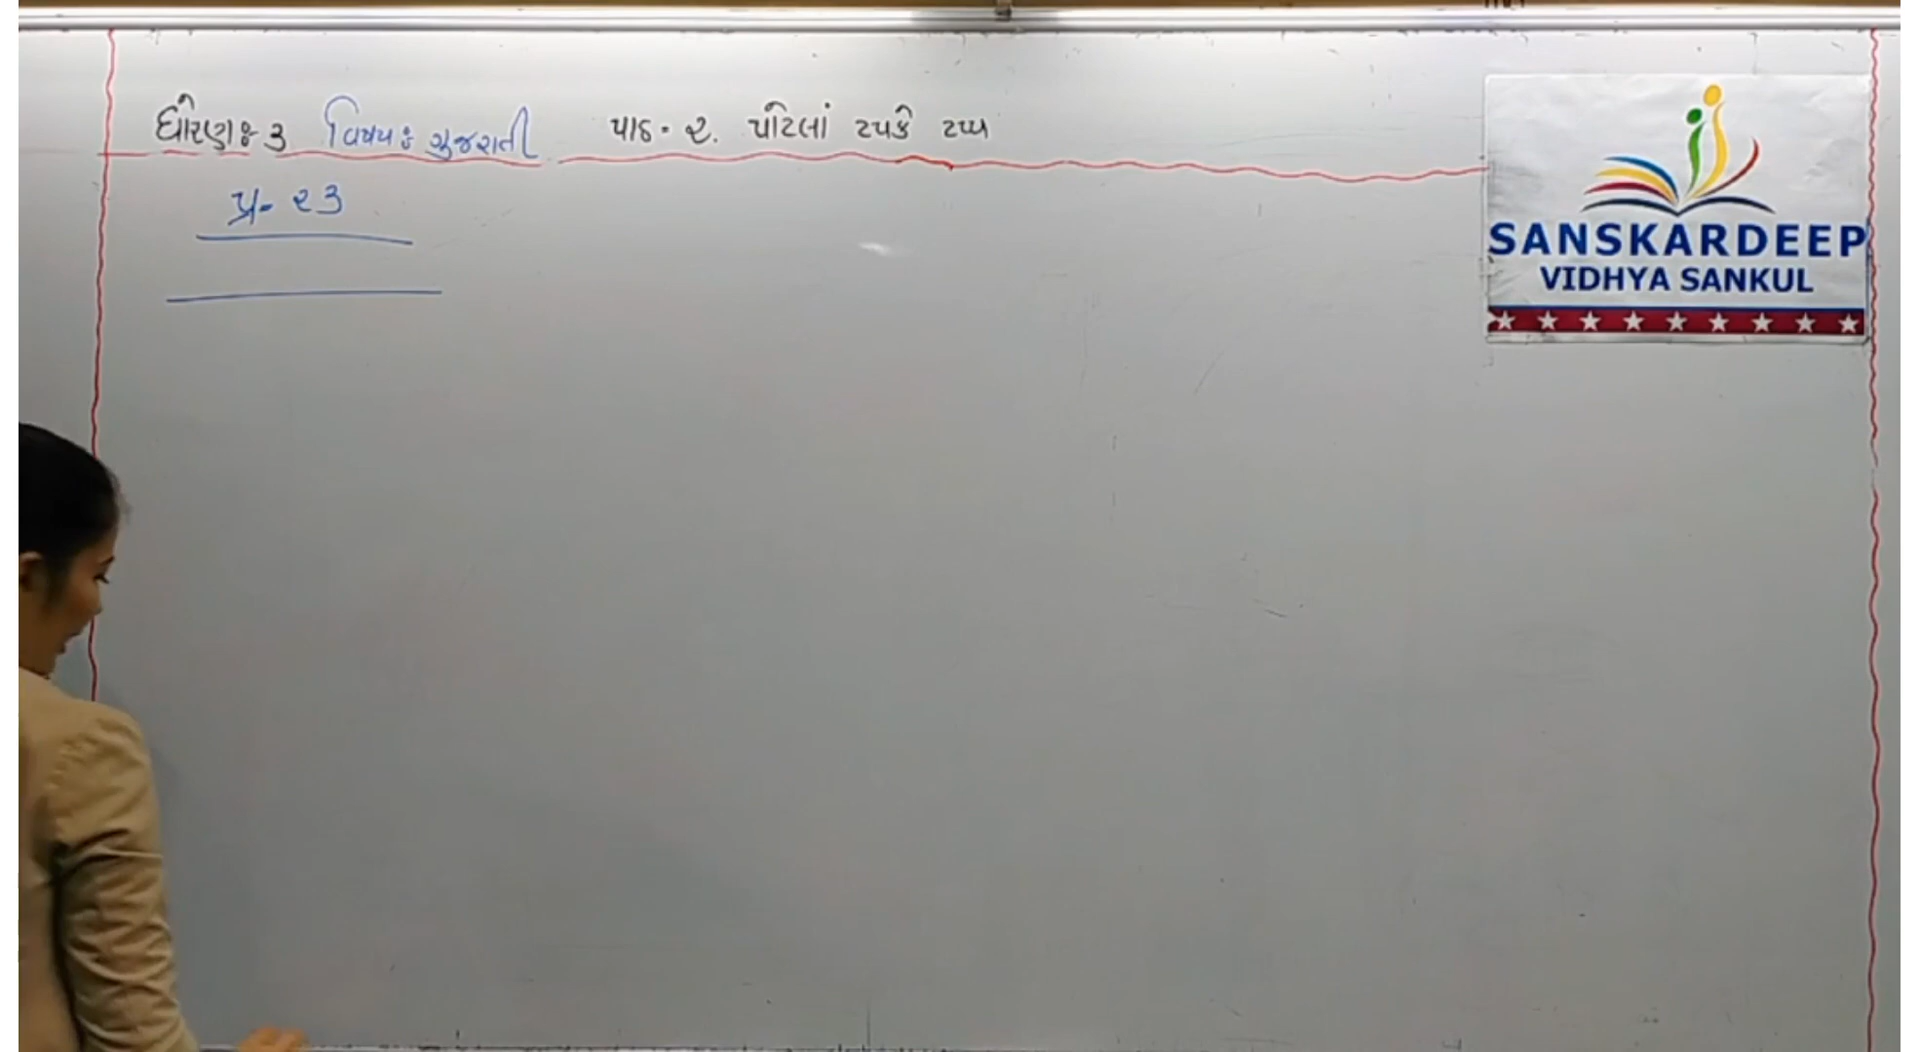 ધોરણઃ ૩ વિષયઃ ગુજરાતી પાઠ - ૨. પોટલાં ટપકે ટપ
પ્ર - ૨૩
SANSKARDEEP
VIDHYA SANKUL